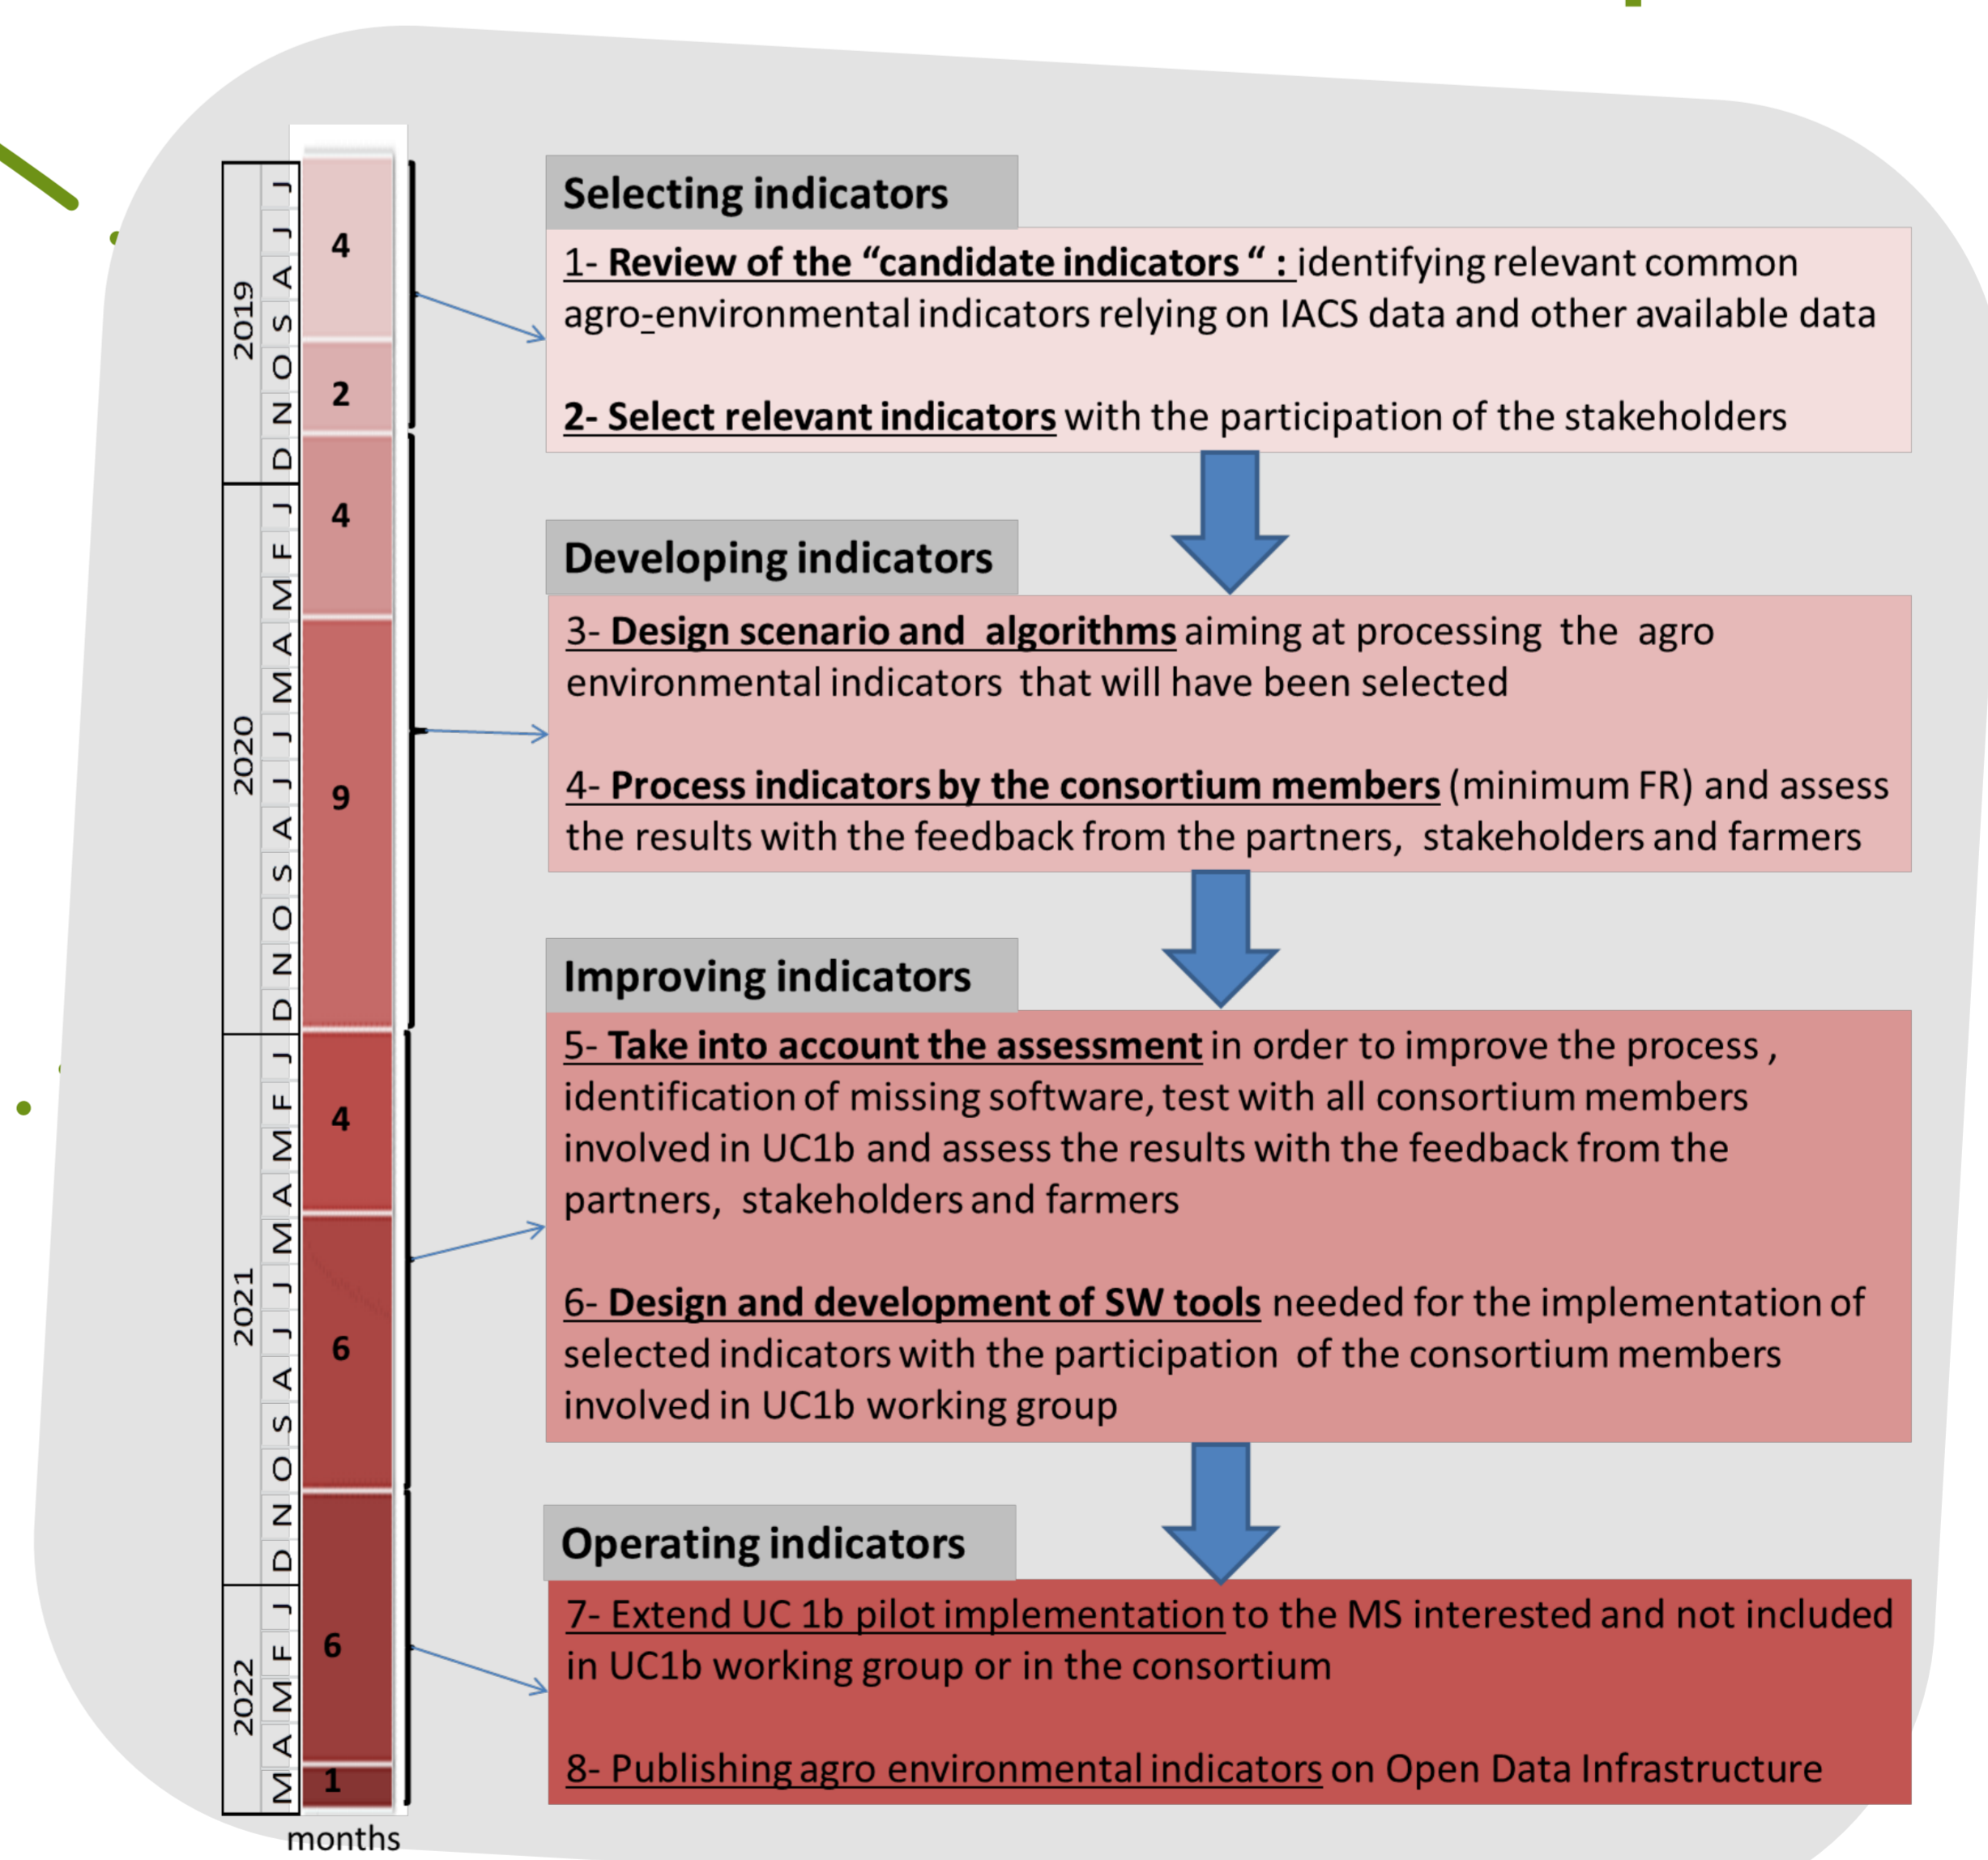 2019
J
J
A
S
O
N
D
2020
J
F
M
A
M
J
J
A
S
O
N
D
2021
J
F
M
A
M
J
J
A
S
O
N
D
2022
J
F
M
A
M
4
2
4
9
4
6
6
1
months
Selecting indicators
1- Review of the “candidate indicators “ : identifying relevant common
agro-environmental indicators relying on IACS data and other available data
2- Select relevant indicators with the participation of the stakeholders
Developing indicators
3- Design scenario and algorithms aiming at processing the agro
environmental indicators that will have been selected
4- Process indicators by the consortium members (minimum FR) and assess
the results with the feedback from the partners, stakeholders and farmers
Improving indicators
5- Take into account the assessment in order to improve the process ,
identification of missing software, test with all consortium members
involved in UC1b and assess the results with the feedback from the
partners, stakeholders and farmers
6- Design and development of SW tools needed for the implementation of
selected indicators with the participation of the consortium members
involved in UC1b working group
Operating indicators
7- Extend UC 1b pilot implementation to the MS interested and not included
in UC1b working group or in the consortium
8- Publishing agro environmental indicators on Open Data Infrastructure